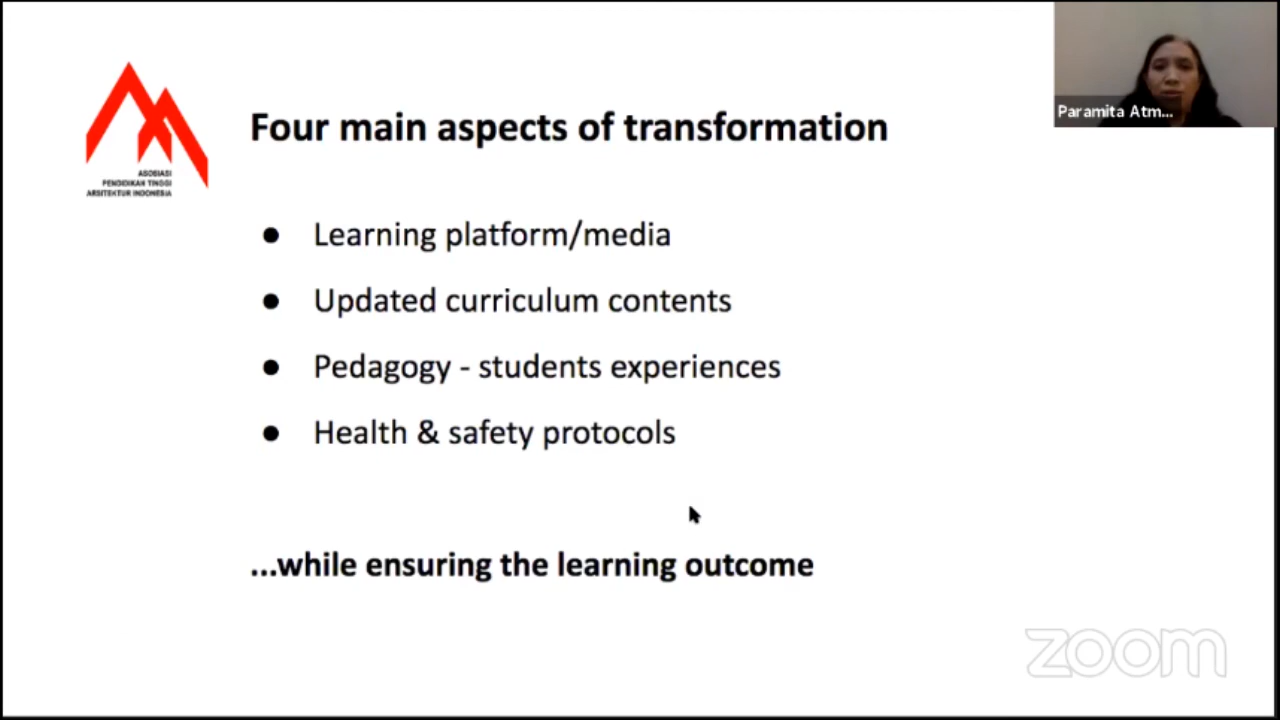 Paramita Atm...
Four main aspects of transformation
ASOSIASI
PENDIDIKAN TINGGI
ARSITEKTUR INDONESIA
● Learning platform/media
● Updated curriculum contents
● Pedagogy - students experiences
● Health & safety protocols
...while ensuring the learning outcome
zoom